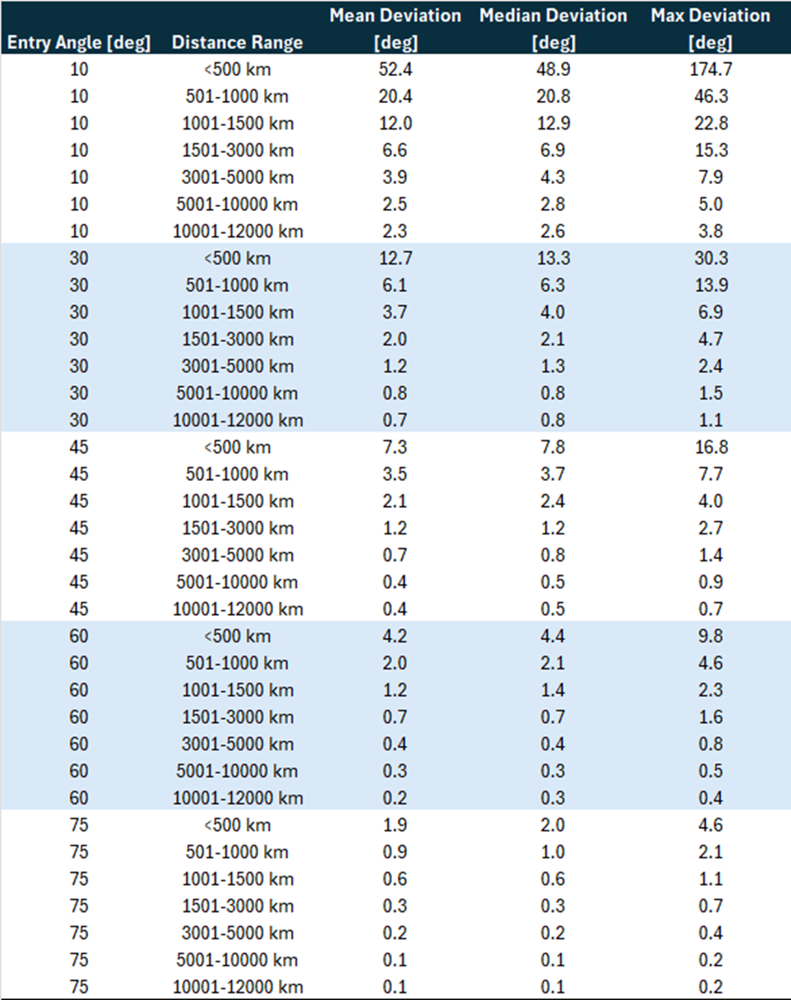 Mean Deviation Median Deviation Max Deviation
Entry Angle [deg] Distance Range [deg] [deg] [deg]
10 <500 km 52.4 48.9 174.7
10 501-1000 km 20.4 20.8 46.3
10 1001-1500 km 12.0 12.9 22.8
10 1501-3000 km 6.6 6.9 15.3
10 3001-5000 km 3.9 4.3 7.9
10 5001-10000 km 2.5 2.8 5.0
10 10001-12000 km 2.3 2.6 3.8
30 <500 km 12.7 13.3 30.3
30 501-1000 km 6.1 6.3 13.9
30 1001-1500 km 3.7 4.0 6.9
30 1501-3000 km 2.0 2.1 4.7
30 3001-5000 km 1.2 1.3 2.4
30 5001-10000 km 0.8 0.8 1.5
30 10001-12000 km 0.7 0.8 1.1
45 <500 km 7.3 7.8 16.8
45 501-1000 km 3.5 3.7 7.7
45 1001-1500 km 2.1 2.4 4.0
45 1501-3000 km 1.2 1.2 2.7
45 3001-5000 km 0.7 0.8 1.4
45 5001-10000 km 0.4 0.5 0.9
45 10001-12000 km 0.4 0.5 0.7
60 <500 km 4.2 4.4 9.8
60 501-1000 km 2.0 2.1 4.6
60 1001-1500 km 1.2 1.4 2.3
60 1501-3000 km 0.7 0.7 1.6
60 3001-5000 km 0.4 0.4 0.8
60 5001-10000 km 0.3 0.3 0.5
60 10001-12000 km 0.2 0.3 0.4
75 <500 km 1.9 2.0 4.6
75 501-1000 km 0.9 1.0 2.1
75 1001-1500 km 0.6 0.6 1.1
75 1501-3000 km 0.3 0.3 0.7
75 3001-5000 km 0.2 0.2 0.4
75 5001-10000 km 0.1 0.1 0.2
75 10001-12000 km 0.1 0.1 0.2